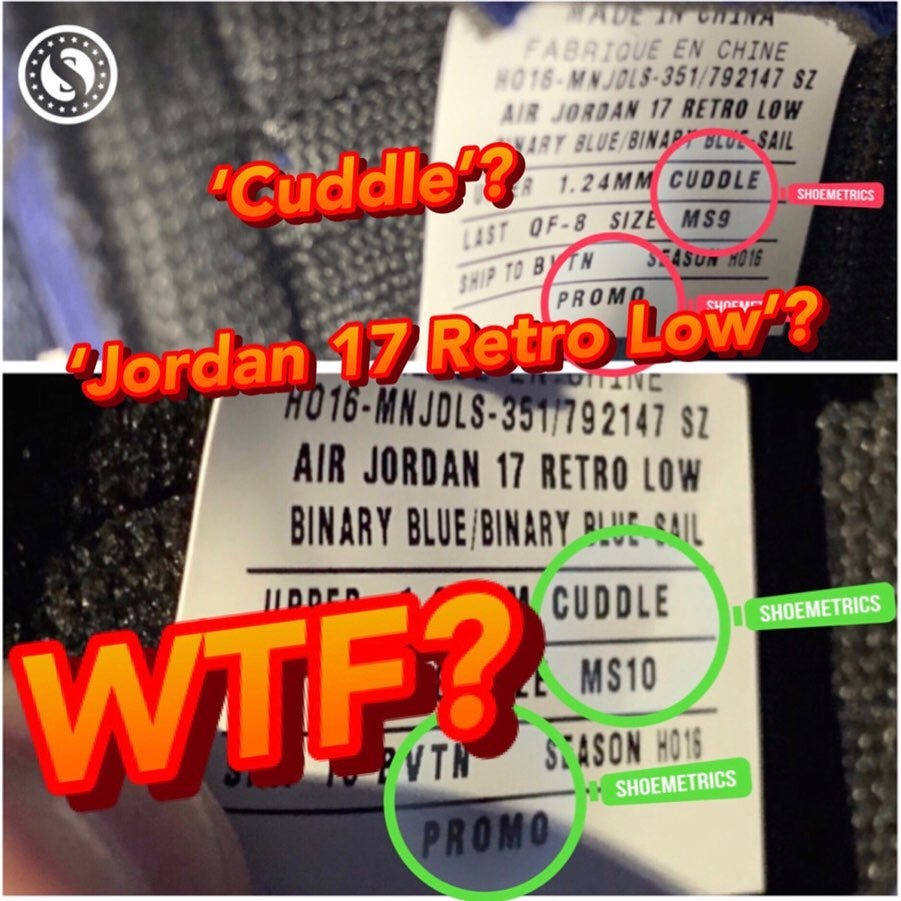 S
MADE IN CHINA
FABRIQUE EN CHINE
HO16-MNJDLS-351/792147 SZ
AIR JORDAN 17 RETRO LOW
BINARY BLUE/BINARY BLUE-SAIL
'Cuddle'?
1.24MM CUDDLE
SHOEMETRICS
LAST QF-8 SIZE MS9
SHIP TO BVTN SEASON HO16
PROMO
'Jordan 17 Retro Low'?
EN CHINE
HO16-MNJDLS-351/792147 SZ
AIR JORDAN 17 RETRO LOW
BINARY BLUE/BINARY BLUE-SAIL
UPPER CUDDLE
SHOEMETRICS
WTF?
MS10
BVTN SEASON HO16
SHOEMETRICS
PROMO